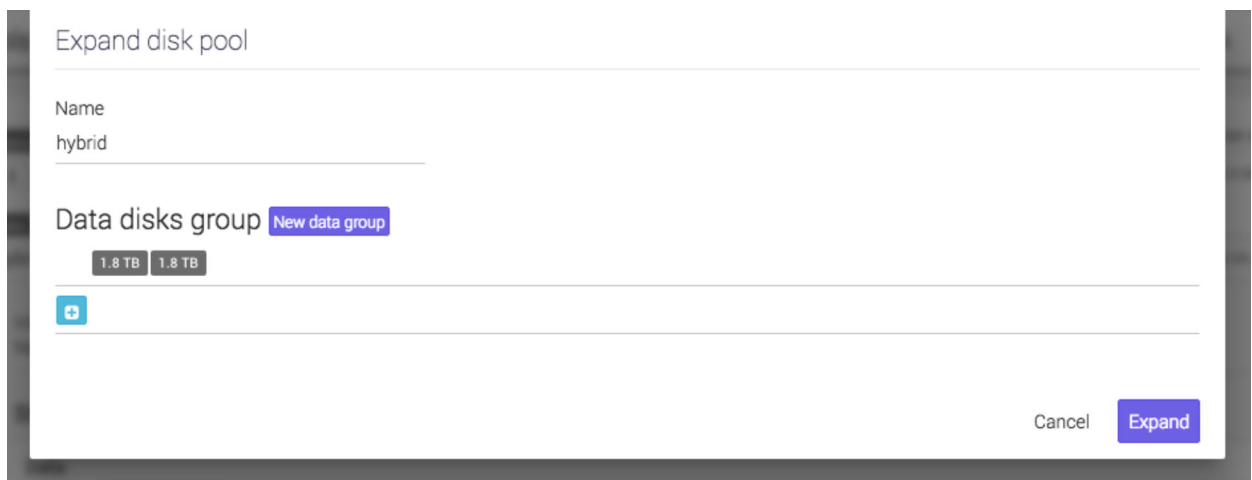 Expand disk pool
Name
hybrid
Data disks group New data group
1.8 TB 1.8 TB
Cancel Expand